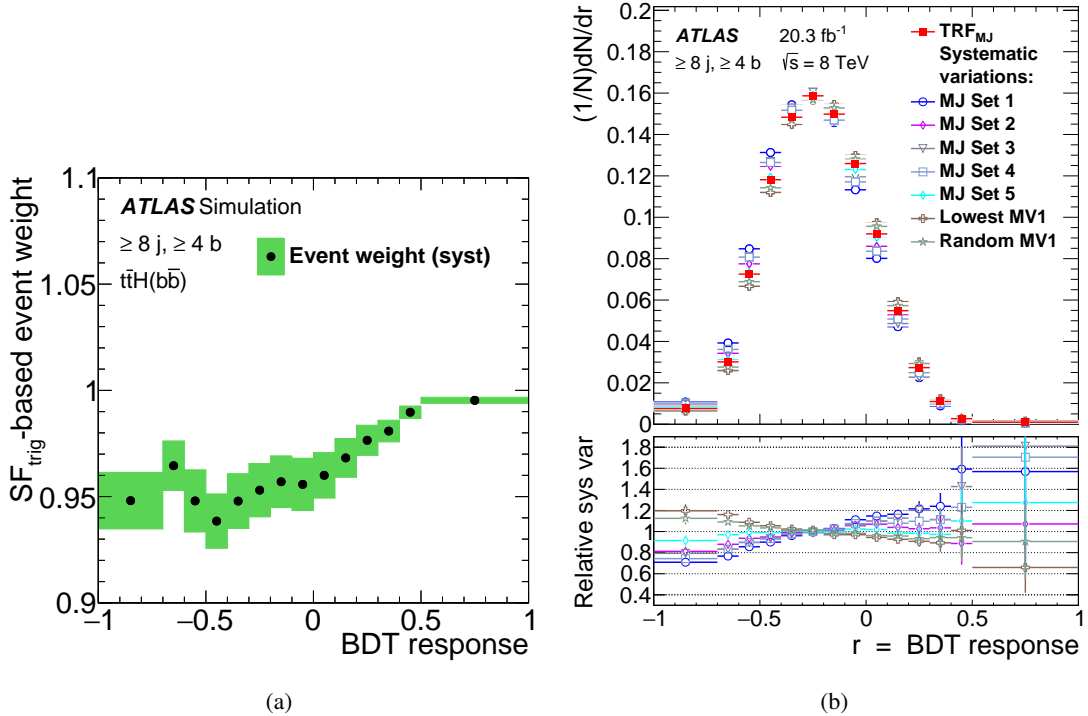 1.1
1.05
1
0.95
0.9
SF_trig-based event weight
ATLAS Simulation
≥ 8 j, ≥ 4 b
tt̄H(bb̄)
Event weight (syst)
−1 −0.5 0 0.5 1
BDT response
(a)
0.2
0.18
0.16
0.14
0.12
0.1
0.08
0.06
0.04
0.02
0
(1/N)dN/dr
ATLAS 20.3 fb⁻¹
≥ 8 j, ≥ 4 b √s = 8 TeV
TRF_MJ
Systematic
variations:
MJ Set 1
MJ Set 2
MJ Set 3
MJ Set 4
MJ Set 5
Lowest MV1
Random MV1
1.8
1.6
1.4
1.2
1
0.8
0.6
0.4
Relative sys var
−1 −0.5 0 0.5 1
r = BDT response
(b)